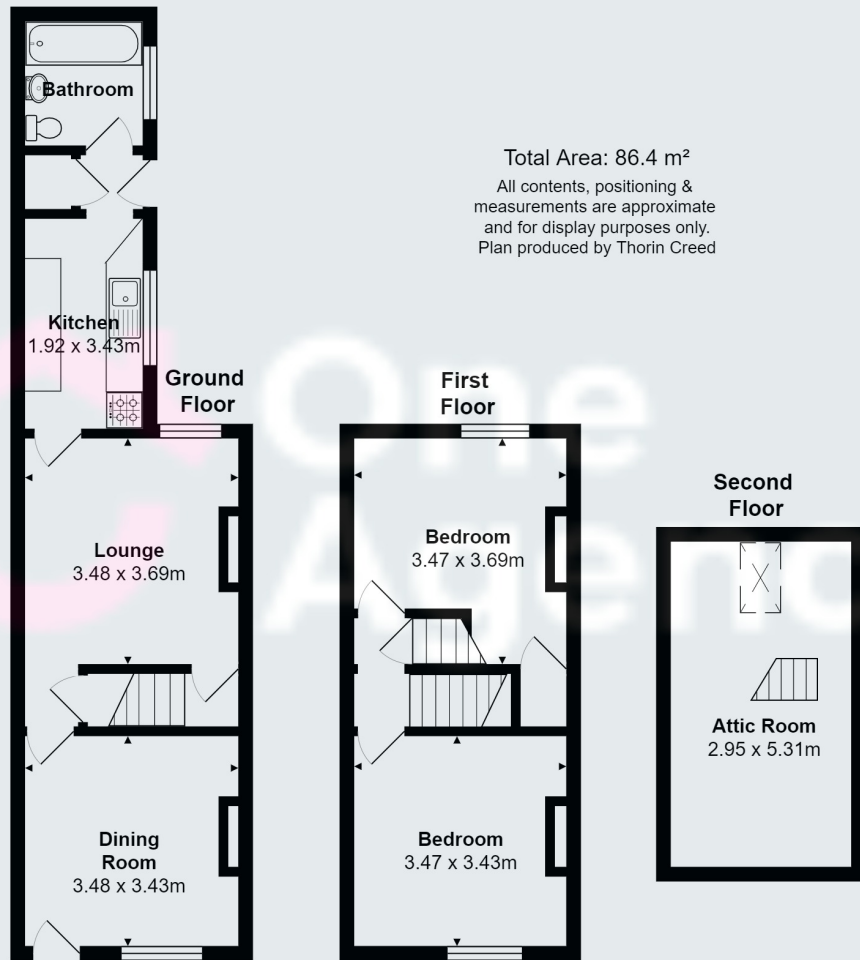 Bathroom
Total Area: 86.4 m²
All contents, positioning &
measurements are approximate
and for display purposes only.
Plan produced by Thorin Creed
Kitchen
1.92 x 3.43m
Ground
Floor
First
Floor
One
Agency
Second
Floor
Lounge
3.48 x 3.69m
Bedroom
3.47 x 3.69m
Attic Room
2.95 x 5.31m
Dining
Room
3.48 x 3.43m
Bedroom
3.47 x 3.43m